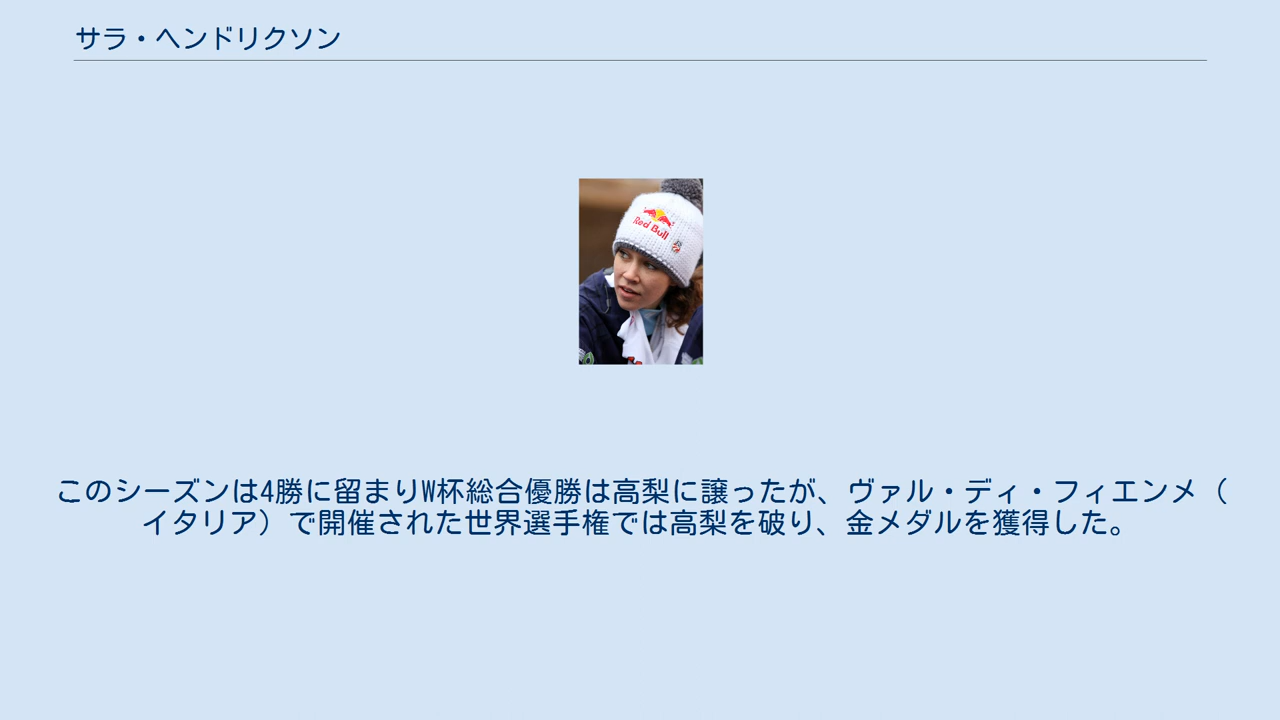 サラ・ヘンドリクソン
Red Bull
このシーズンは4勝に留まりW杯総合優勝は高梨に譲ったが、ヴァル・ディ・フィエンメ（
イタリア）で開催された世界選手権では高梨を破り、金メダルを獲得した。